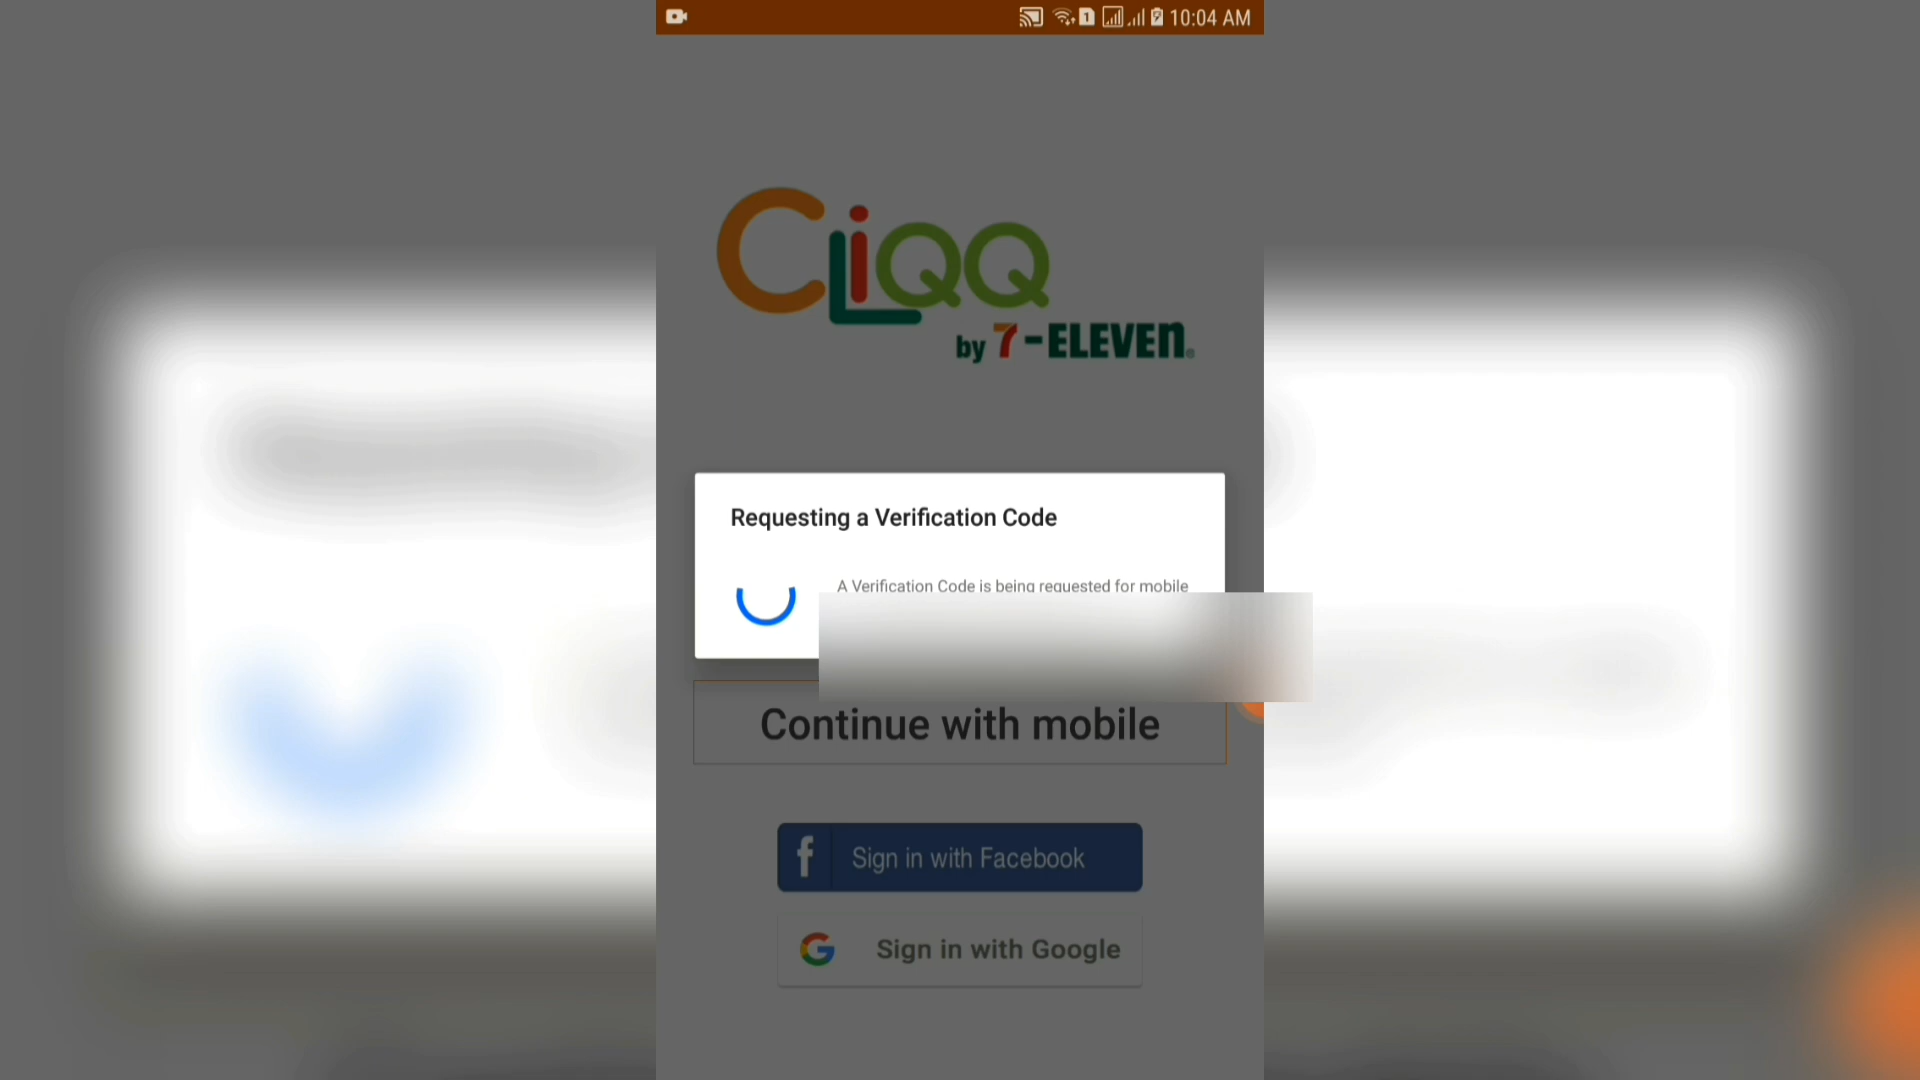 1 10:04 AM
CLiQQ
by 7-ELEVEn®
Requesting a Verification Code
A Verification Code is being requested for mobile
Continue with mobile
f Sign in with Facebook
G Sign in with Google